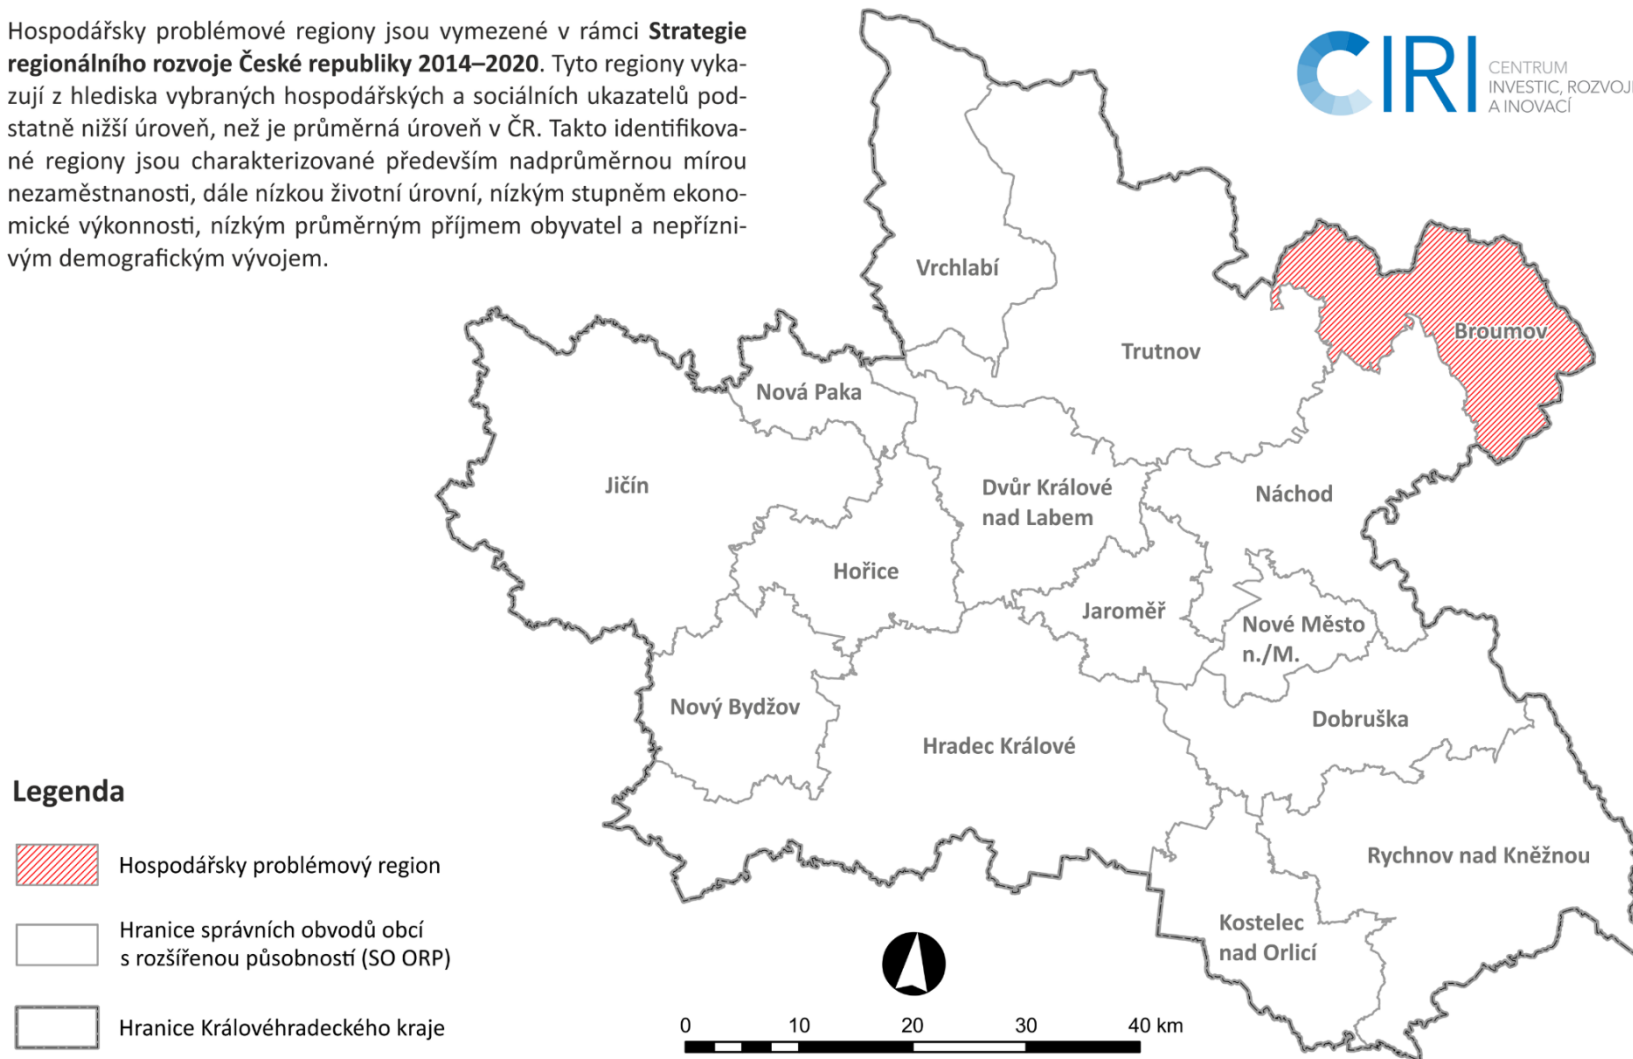 Hospodářsky problémové regiony jsou vymezené v rámci Strategie
regionálního rozvoje České republiky 2014–2020. Tyto regiony vyka-
zují z hlediska vybraných hospodářských a sociálních ukazatelů pod-
statně nižší úroveň, než je průměrná úroveň v ČR. Takto identifikova-
né regiony jsou charakterizované především nadprůměrnou mírou
nezaměstnanosti, dále nízkou životní úrovní, nízkým stupněm ekono-
mické výkonnosti, nízkým průměrným příjmem obyvatel a nepřízni-
vým demografickým vývojem.
CIRI
CENTRUM
INVESTIC, ROZVOJE
A INOVACÍ
Vrchlabí
Broumov
Trutnov
Nová Paka
Jičín
Dvůr Králové
nad Labem
Náchod
Hořice
Jaroměř
Nové Město
n./M.
Nový Bydžov
Dobruška
Hradec Králové
Rychnov nad Kněžnou
Kostelec
nad Orlicí
Legenda
Hospodářsky problémový region
Hranice správních obvodů obcí
s rozšířenou působností (SO ORP)
Hranice Královéhradeckého kraje
0 10 20 30 40 km